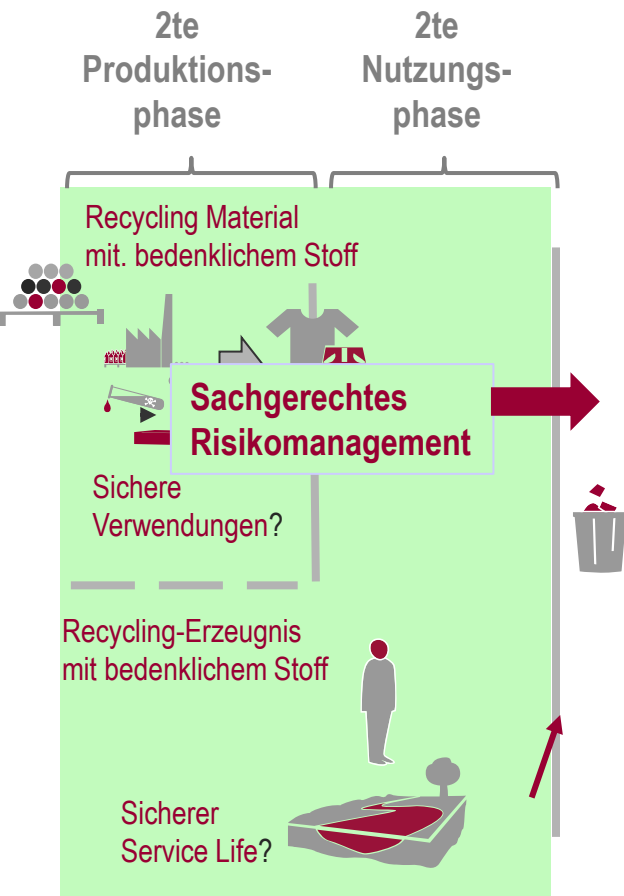 2te
Produktions-
phase
2te
Nutzungs-
phase
Recycling Material
mit. bedenklichem Stoff
Sachgerechtes
Risikomanagement
Sichere
Verwendungen?
Recycling-Erzeugnis
mit bedenklichem Stoff
Sicherer
Service Life?